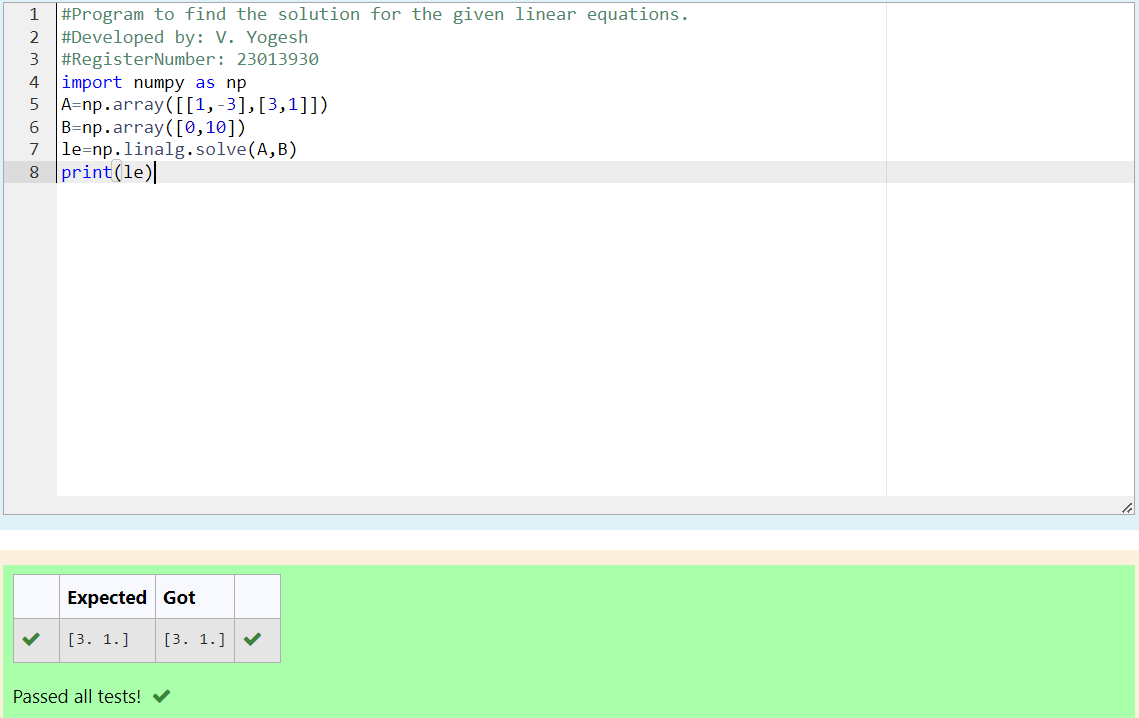 1 #Program to find the solution for the given linear equations.
2 #Developed by: V. Yogesh
3 #RegisterNumber: 23013930
4 import numpy as np
5 A=np.array([[1,-3],[3,1]])
6 B=np.array([0,10])
7 le=np.linalg.solve(A,B)
8 print(le)
Expected Got
[3. 1.] [3. 1.]
Passed all tests!